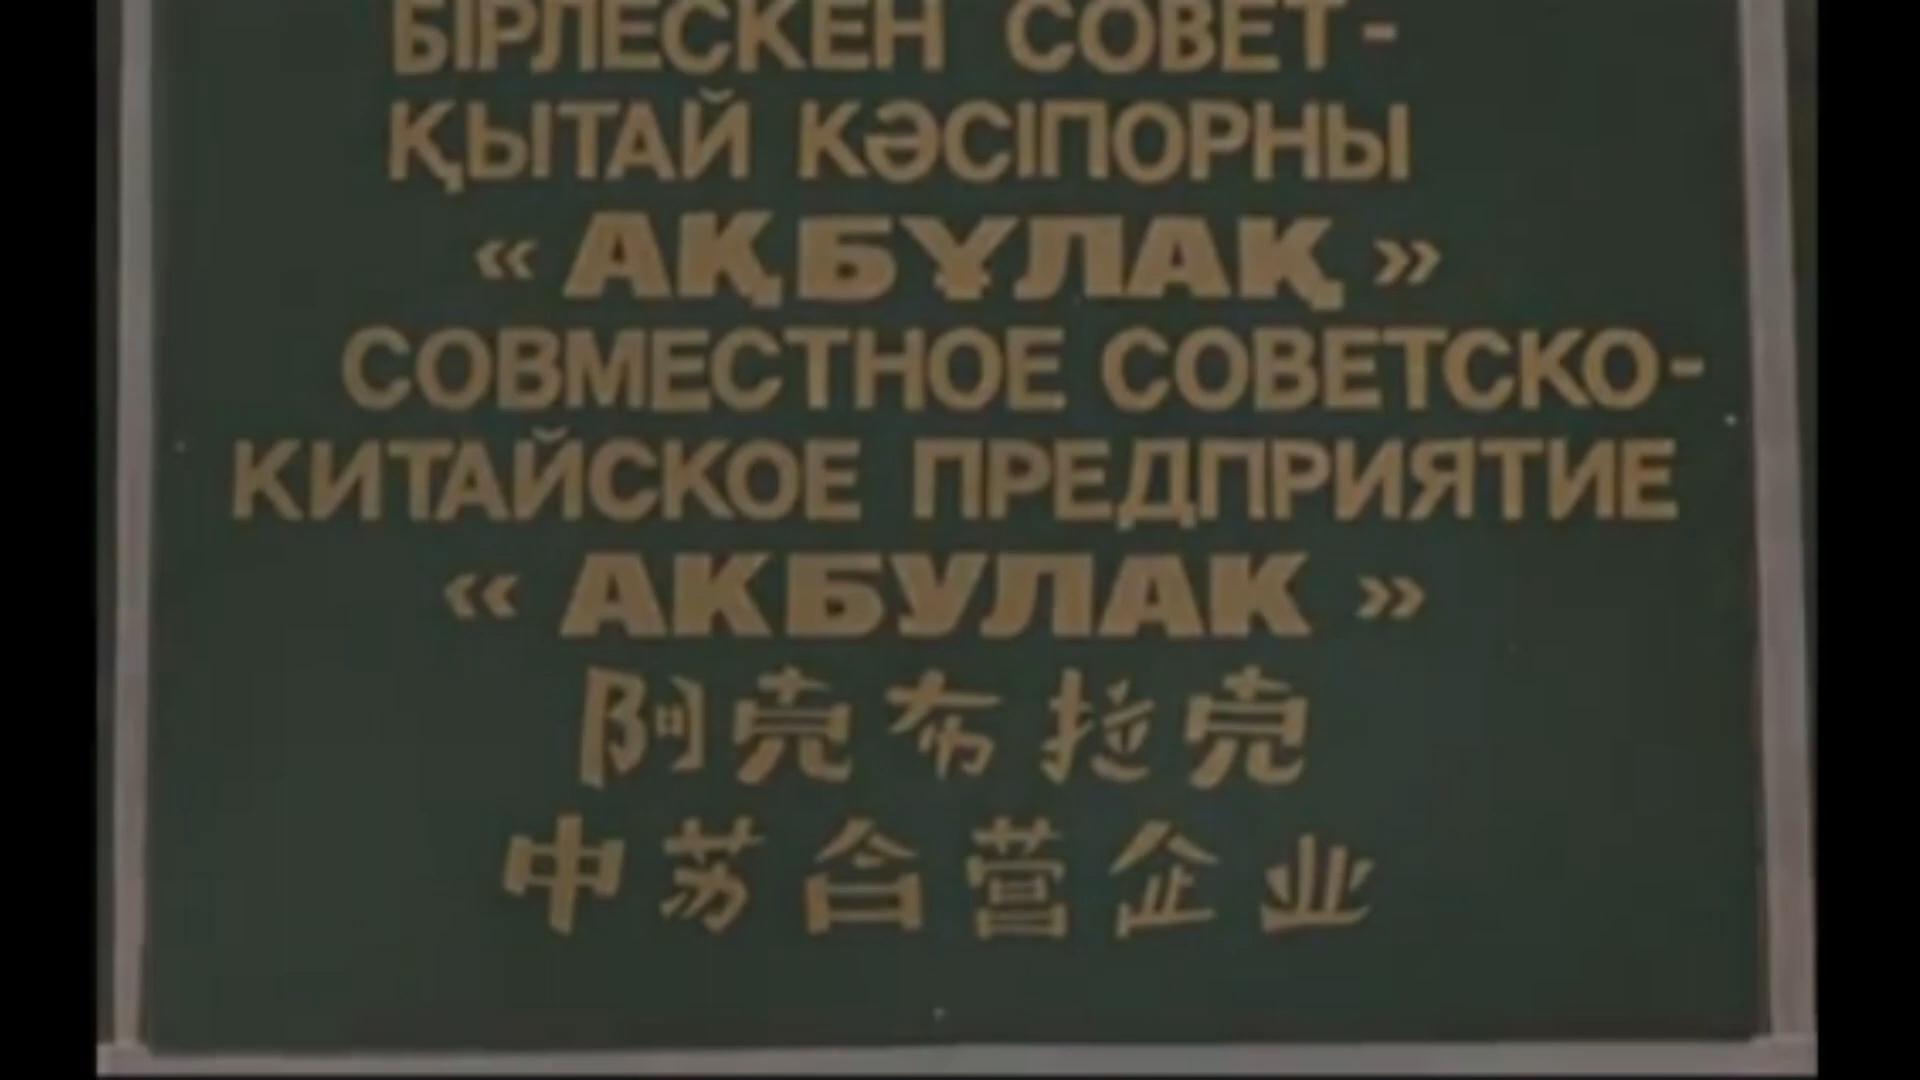 БІРЛЕСКЕН СОВЕТ-
ҚЫТАЙ КӘСІПОРНЫ
« АҚБҰЛАҚ »
СОВМЕСТНОЕ СОВЕТСКО-
КИТАЙСКОЕ ПРЕДПРИЯТИЕ
« АКБУЛАК »
阿克布拉克
中苏合营企业